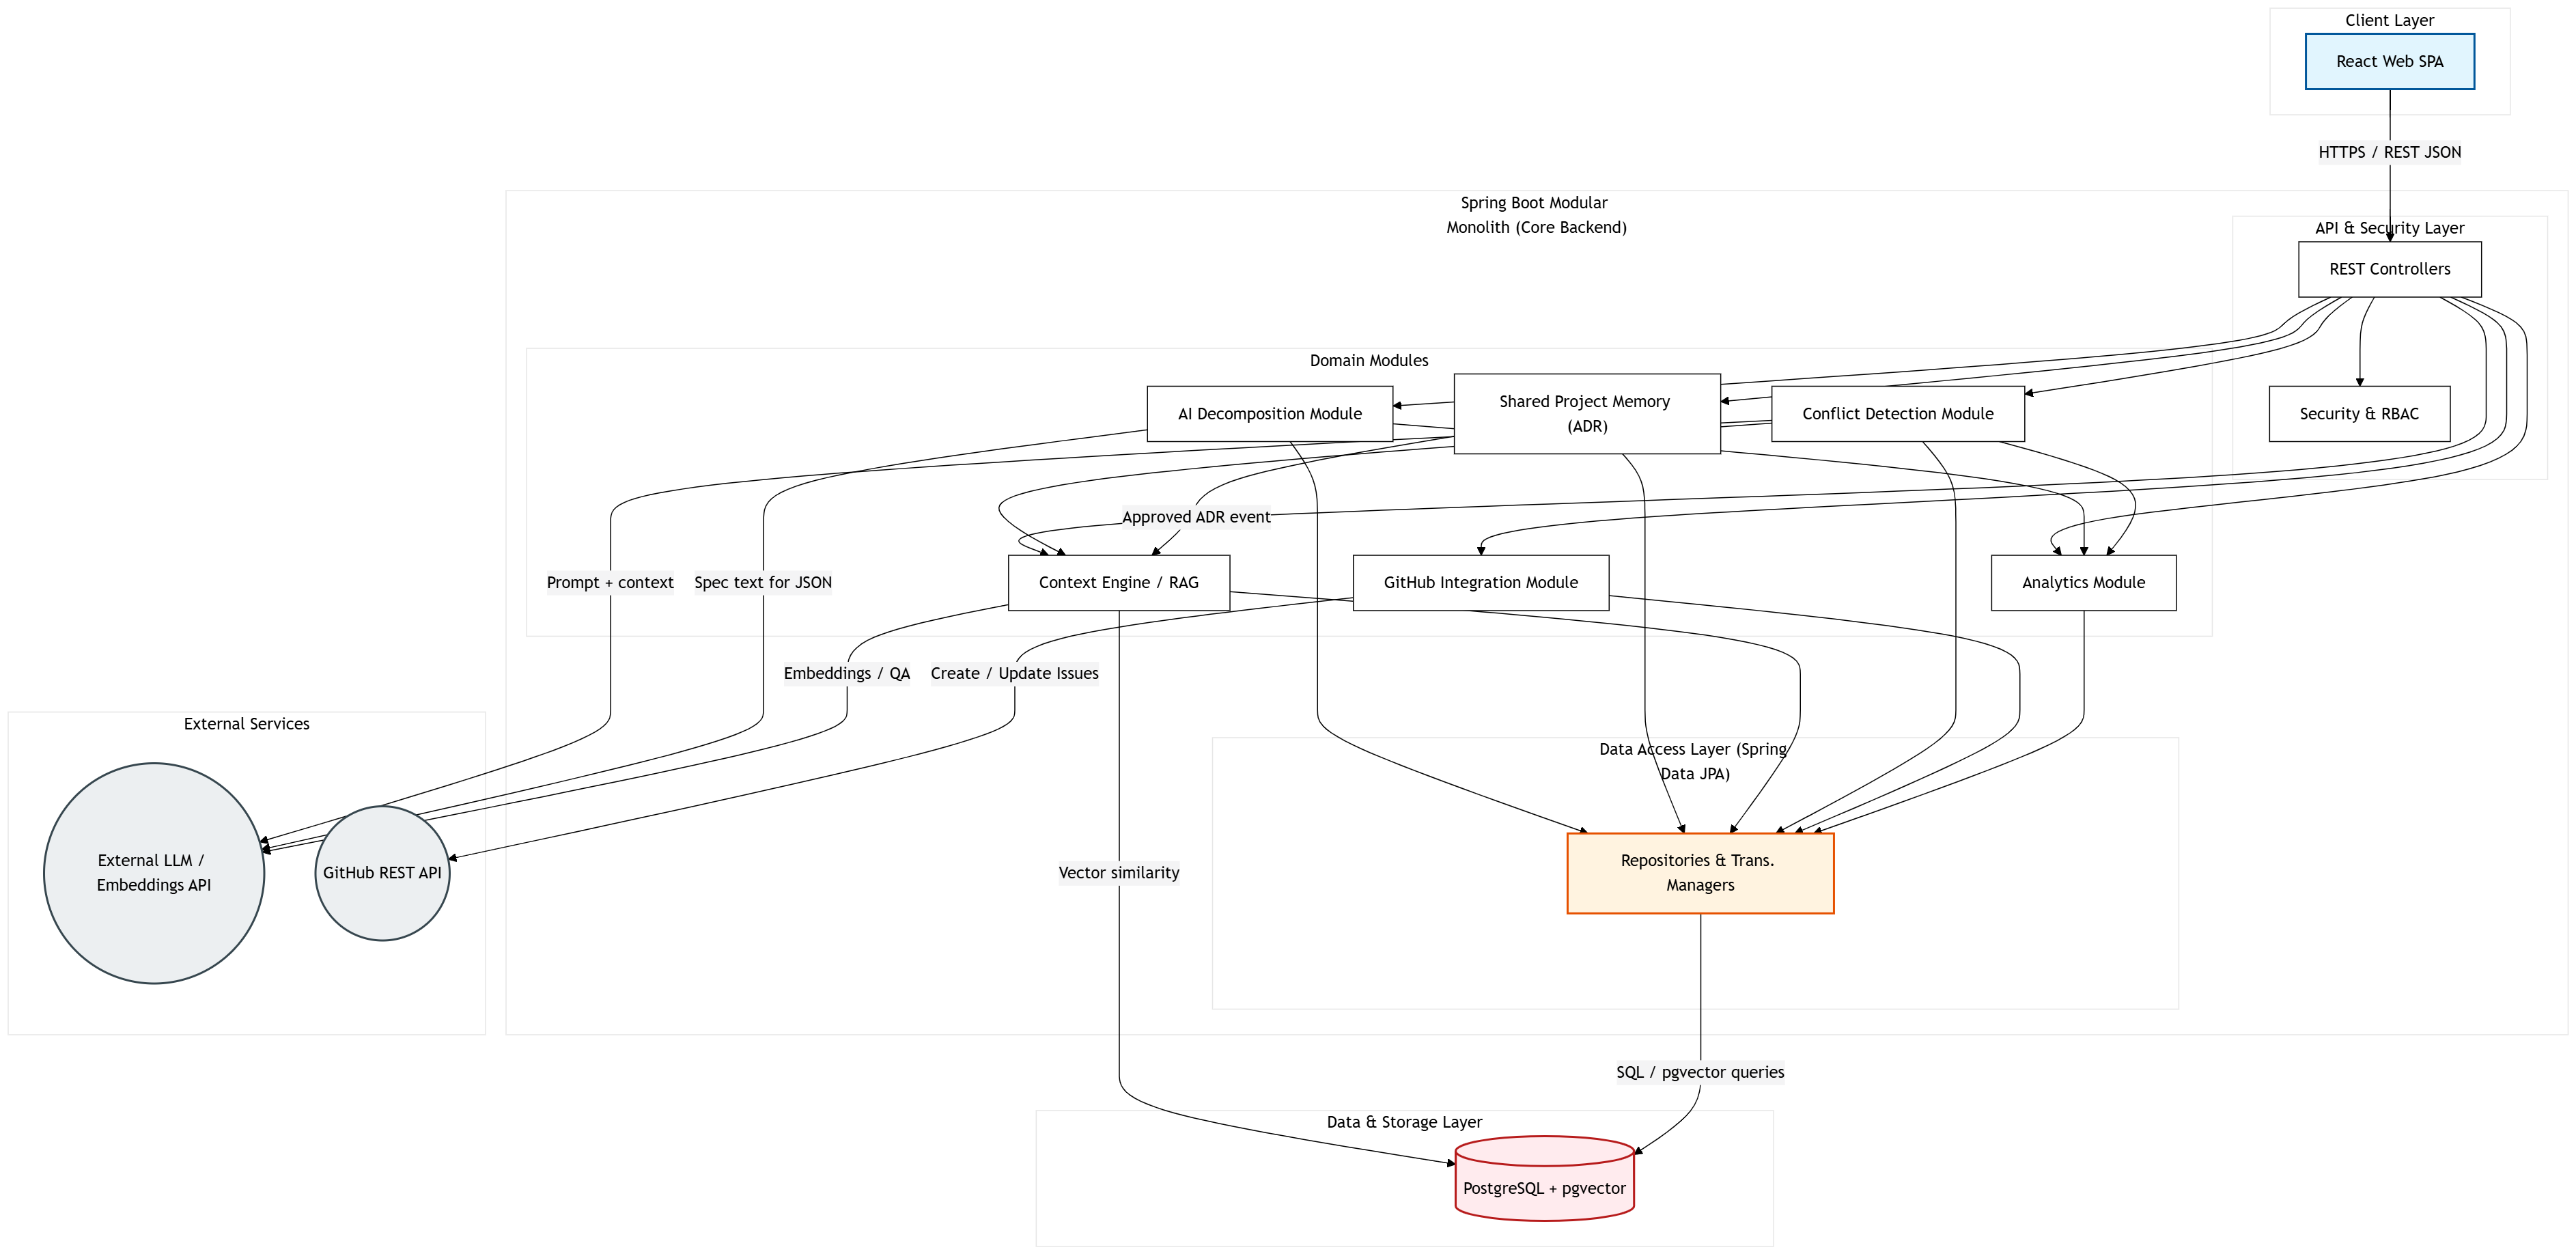 Client Layer
React Web SPA
HTTPS / REST JSON
Spring Boot Modular
Monolith (Core Backend)
API & Security Layer
REST Controllers
Domain Modules
AI Decomposition Module
Shared Project Memory
(ADR)
Conflict Detection Module
Security & RBAC
Approved ADR event
Prompt + context
Spec text for JSON
Context Engine / RAG
GitHub Integration Module
Analytics Module
Embeddings / QA
Create / Update Issues
External Services
Data Access Layer (Spring
Data JPA)
External LLM /
Embeddings API
GitHub REST API
Vector similarity
Repositories & Trans.
Managers
SQL / pgvector queries
Data & Storage Layer
PostgreSQL + pgvector